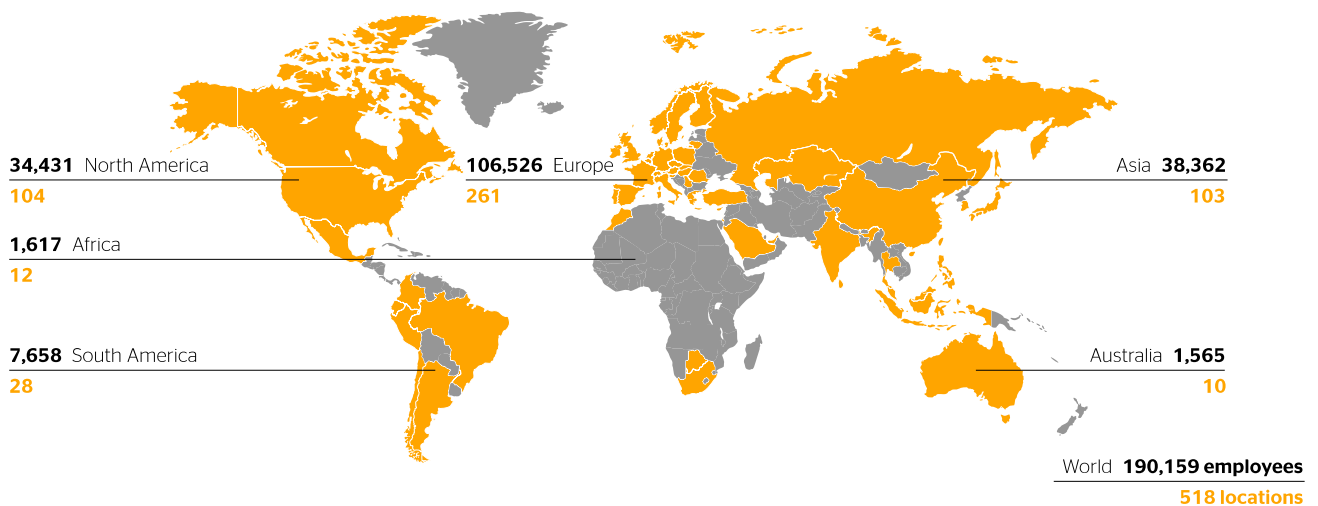 34,431 North America
104
106,526 Europe
261
Asia 38,362
103
1,617 Africa
12
7,658 South America
28
Australia 1,565
10
World 190,159 employees
518 locations